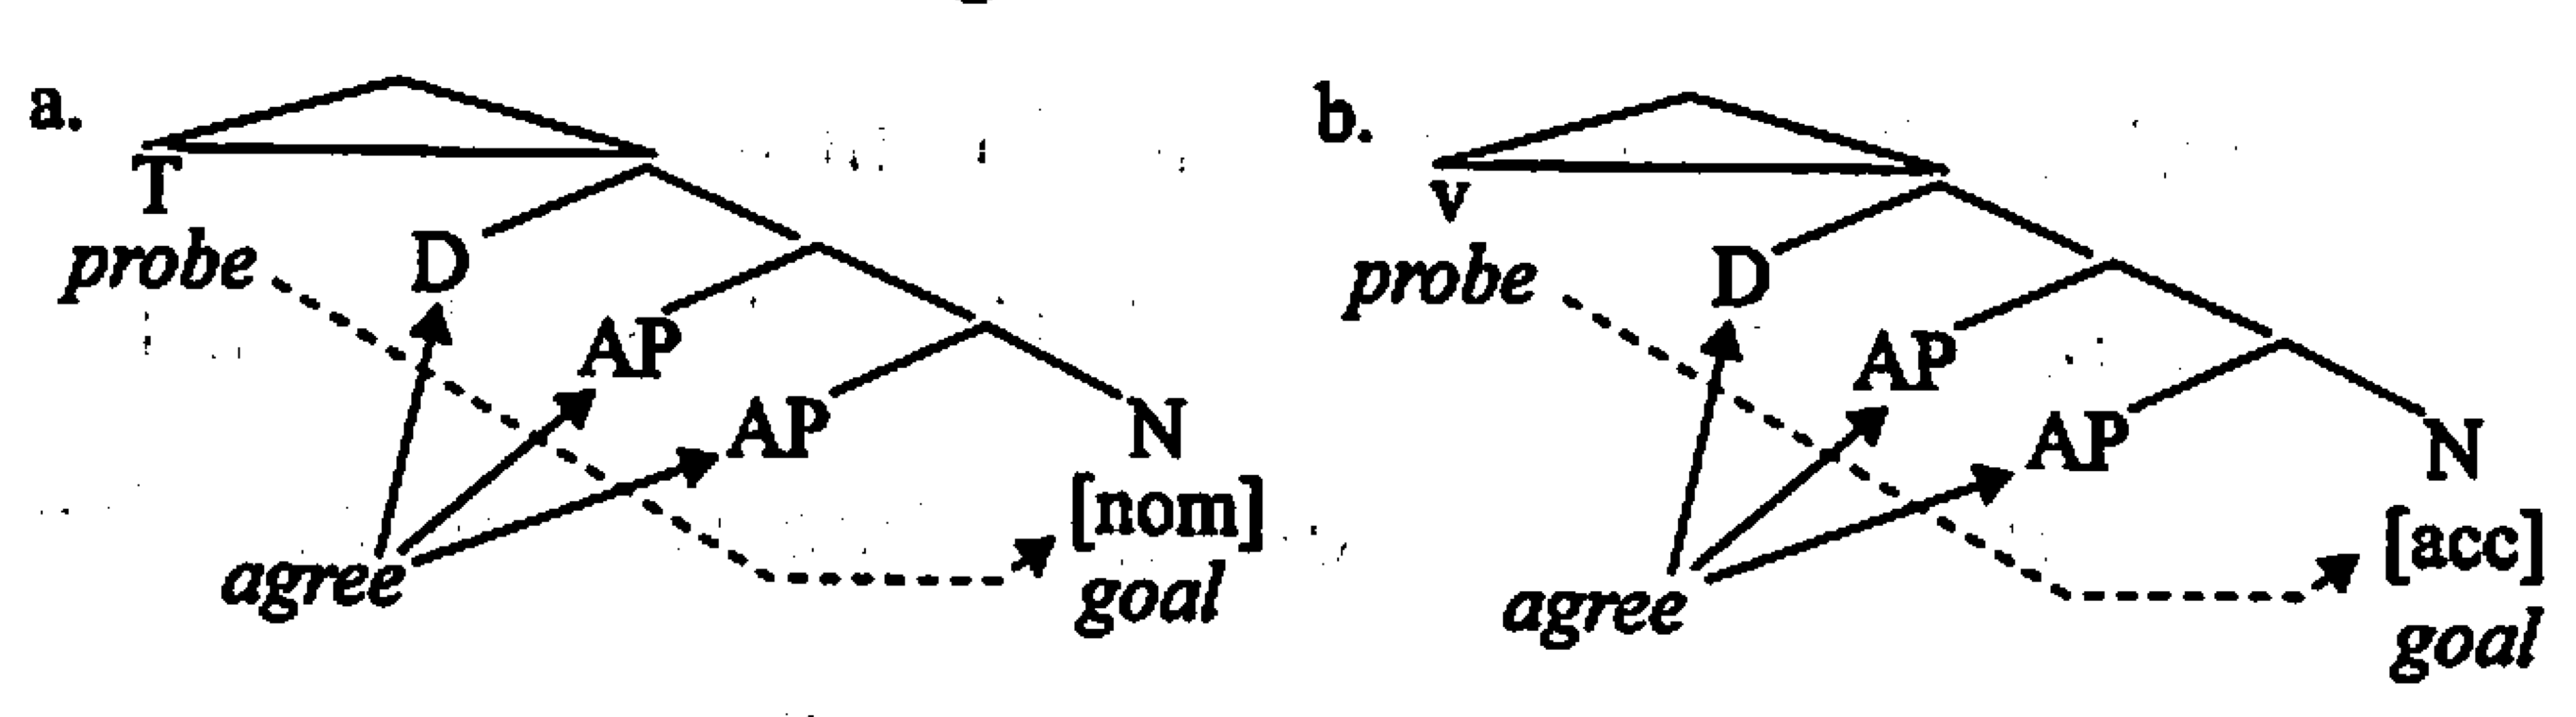 a.
T
probe
D
AP
AP
N
[nom]
goal
agree
b.
v
probe
D
AP
AP
N
[acc]
goal
agree